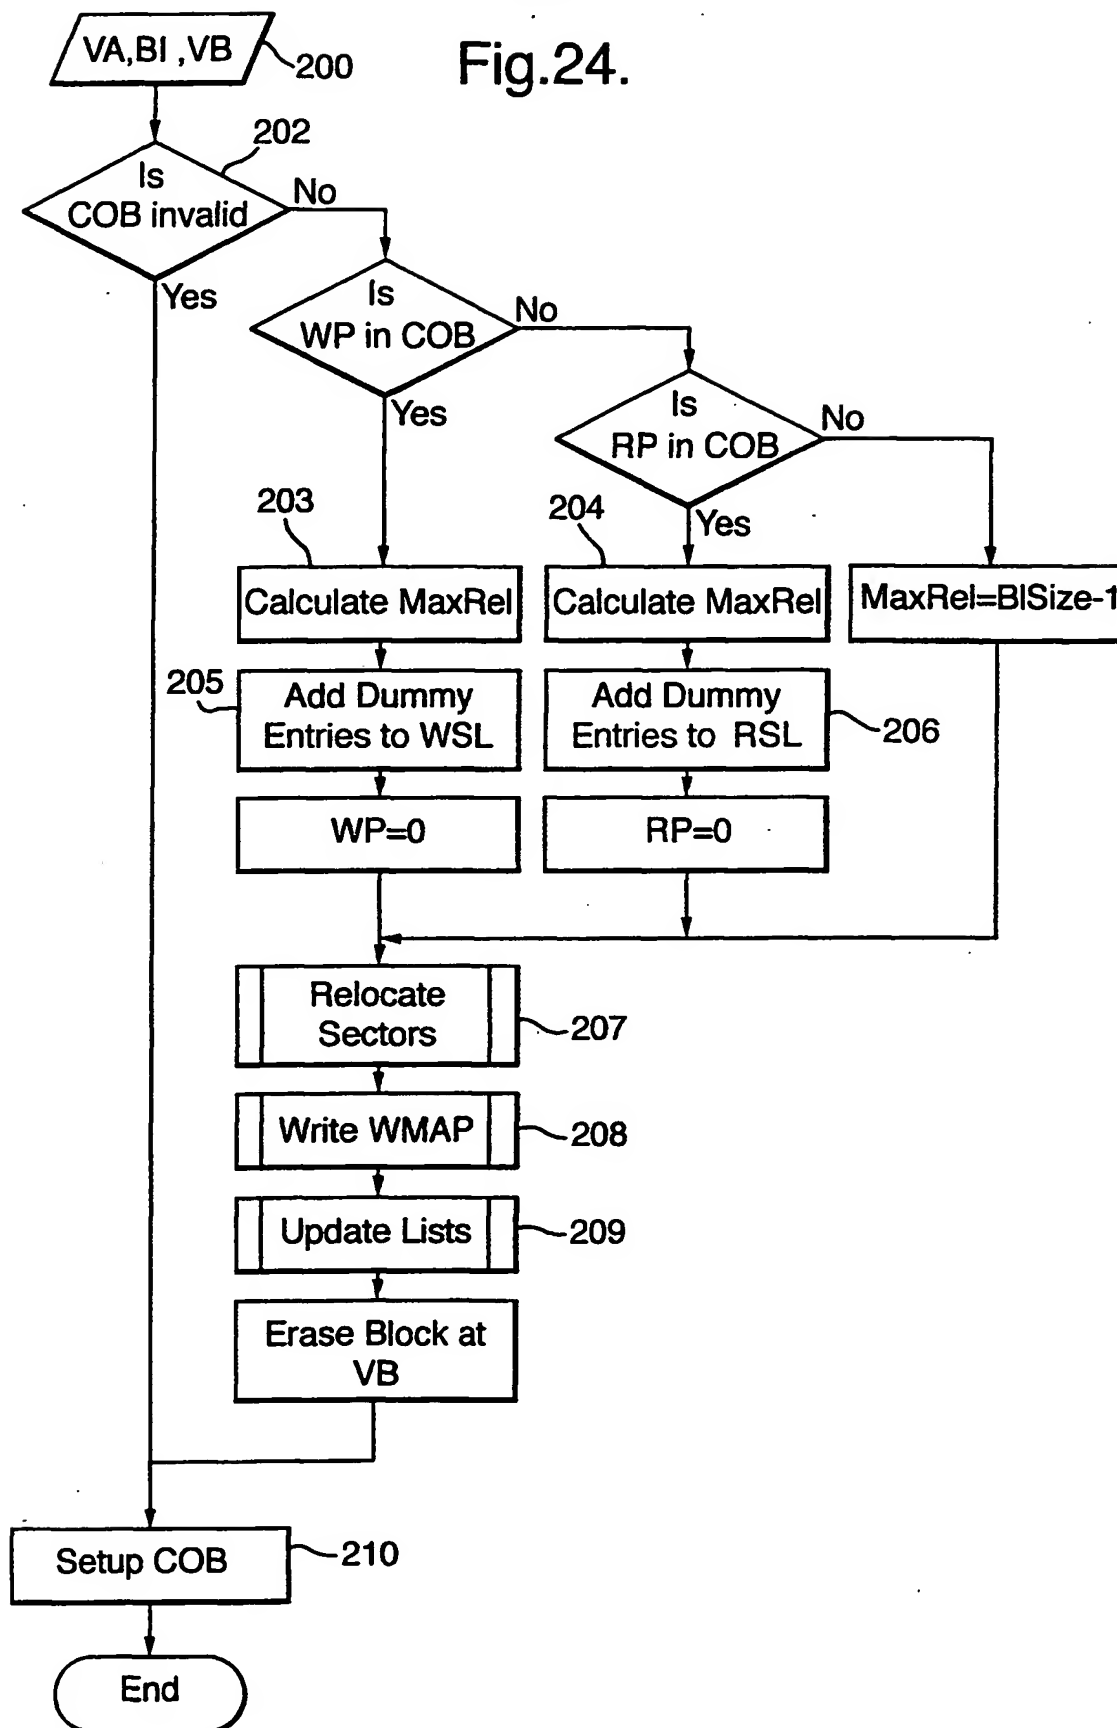 Fig.24.
VA,BI ,VB
200
202
Is
COB invalid
No
Yes
Is
WP in COB
No
Yes
Is
RP in COB
No
Yes
203
204
Calculate MaxRel
Calculate MaxRel
MaxRel=BlSize-1
205
Add Dummy
Entries to WSL
Add Dummy
Entries to RSL
206
WP=0
RP=0
Relocate
Sectors
207
Write WMAP
208
Update Lists
209
Erase Block at
VB
Setup COB
210
End